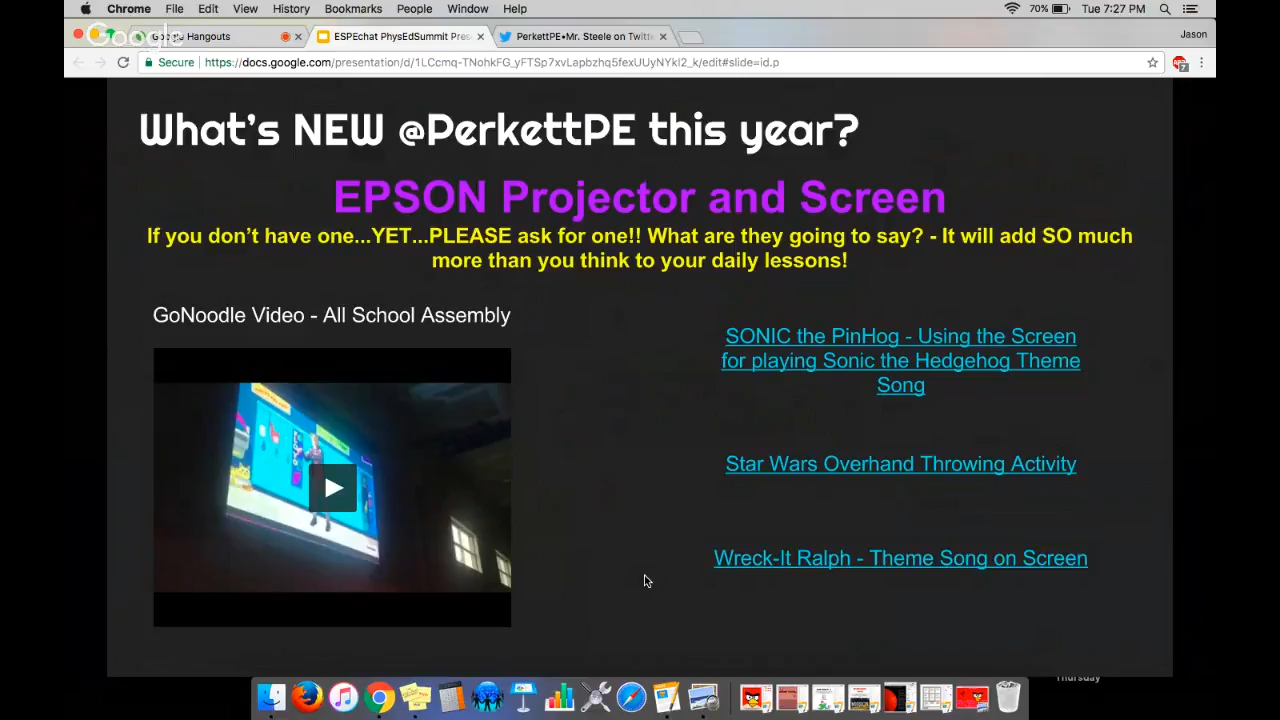 Chrome File Edit View History Bookmarks People Window Help 70% Tue 7:27 PM
Google Hangouts ESPEchat PhysEdSummit Pres PerkettPE•Mr. Steele on Twitt Jason
Google
Secure https://docs.google.com/presentation/d/1LCcmq-TNohkFG_yFTSp7xvLapbzhq5fexUUyNYkl2_k/edit#slide=id.p
What's NEW @PerkettPE this year?
EPSON Projector and Screen
If you don't have one...YET...PLEASE ask for one!! What are they going to say? - It will add SO much
more than you think to your daily lessons!
GoNoodle Video - All School Assembly
SONIC the PinHog - Using the Screen
for playing Sonic the Hedgehog Theme
Song
Star Wars Overhand Throwing Activity
Wreck-It Ralph - Theme Song on Screen
Thursday